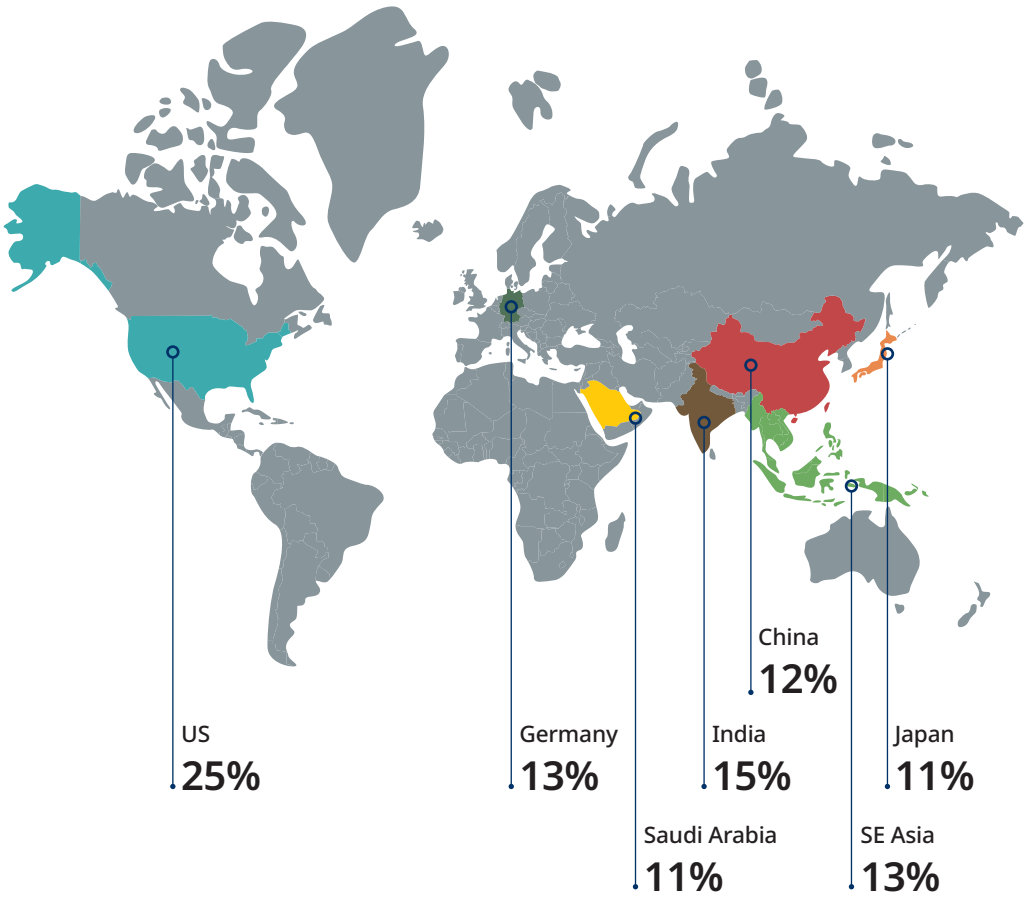 China
12%
US
25%
Germany
13%
India
15%
Japan
11%
Saudi Arabia
11%
SE Asia
13%